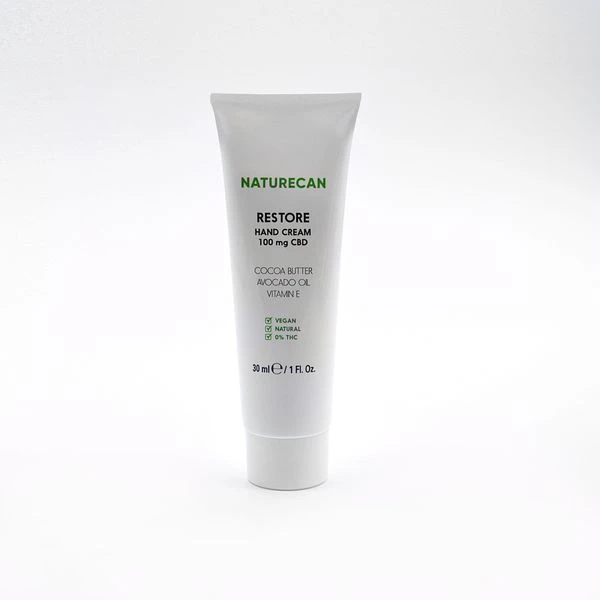 NATURECAN
RESTORE
HAND CREAM
100 mg CBD
COCOA BUTTER
AVOCADO OIL
VITAMIN E
VEGAN
NATURAL
0% THC
30 ml ℮ / 1 Fl. Oz.